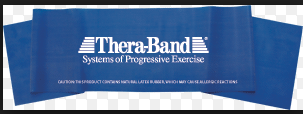 Thera-Band®
Systems of Progressive Exercise
CAUTION: THIS PRODUCT CONTAINS NATURAL LATEX RUBBER, WHICH MAY CAUSE ALLERGIC REACTIONS